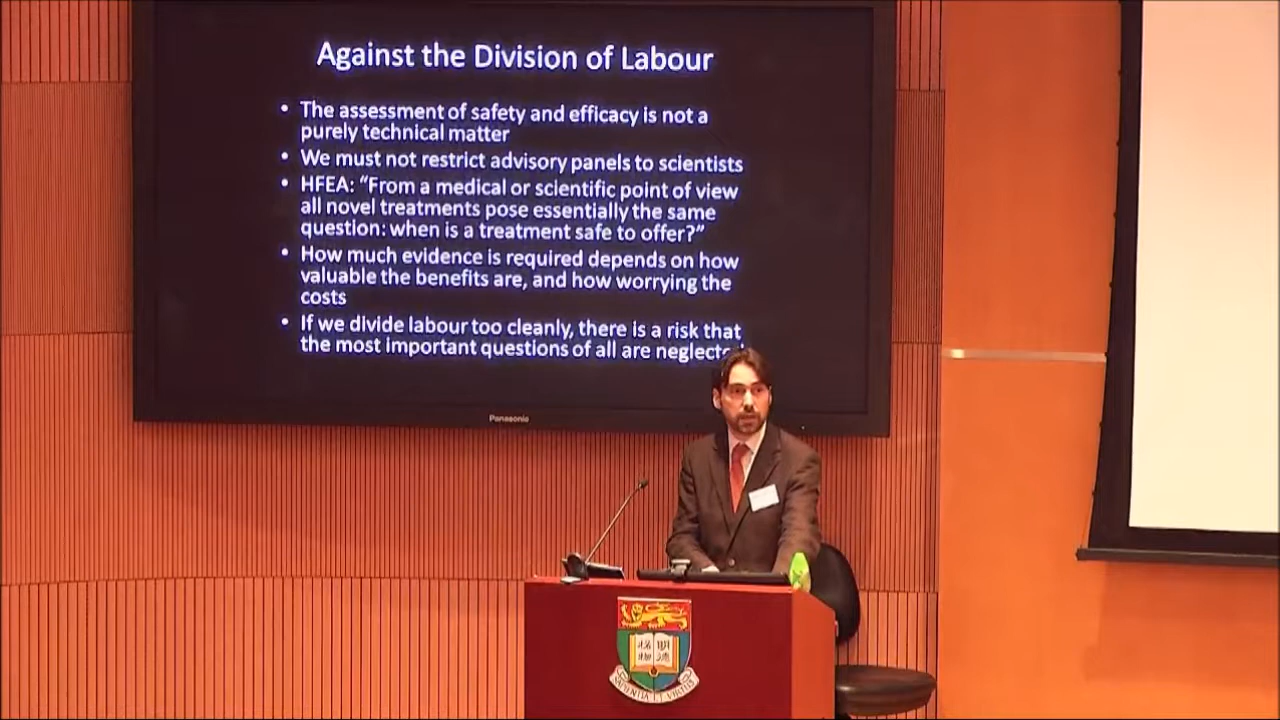 Against the Division of Labour
• The assessment of safety and efficacy is not a
purely technical matter
• We must not restrict advisory panels to scientists
• HFEA: “From a medical or scientific point of view
all novel treatments pose essentially the same
question: when is a treatment safe to offer?”
• How much evidence is required depends on how
valuable the benefits are, and how worrying the
costs
• If we divide labour too cleanly, there is a risk that
the most important questions of all are neglected
Panasonic
SAPIENTIA ET VIRTUS